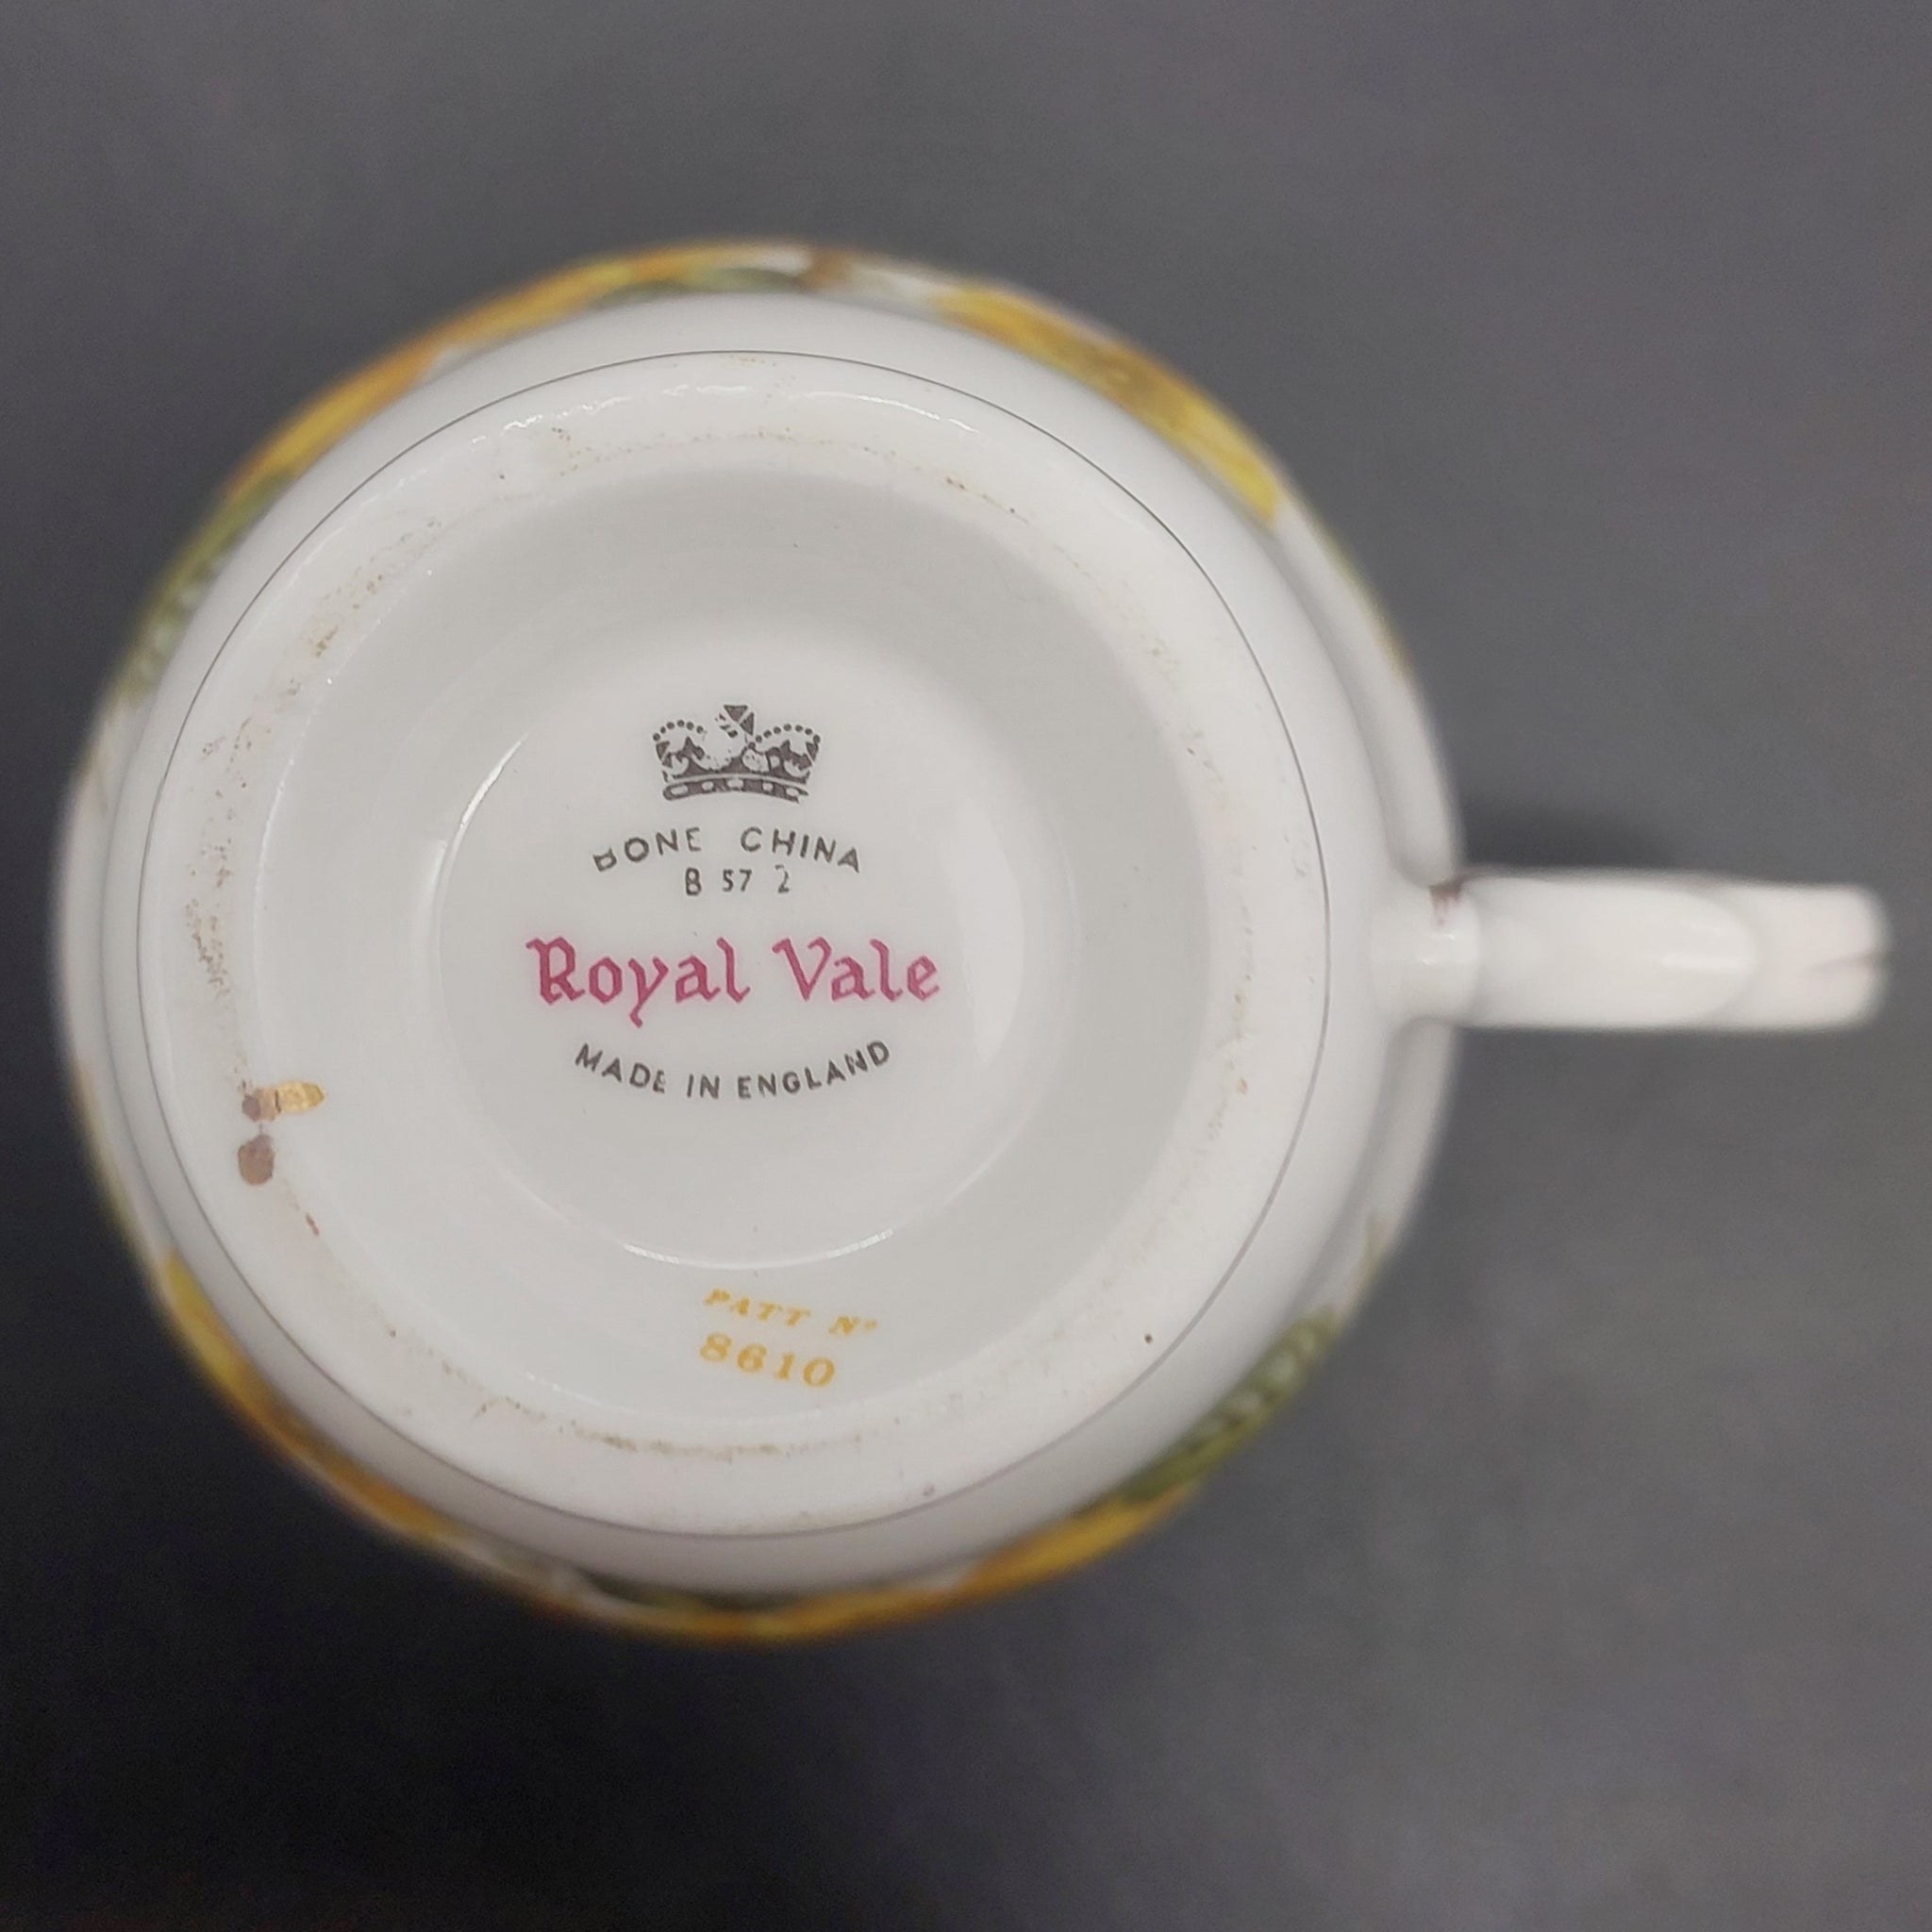 BONE CHINA
B 57 2
Royal Vale
MADE IN ENGLAND
PATT Nº
8610